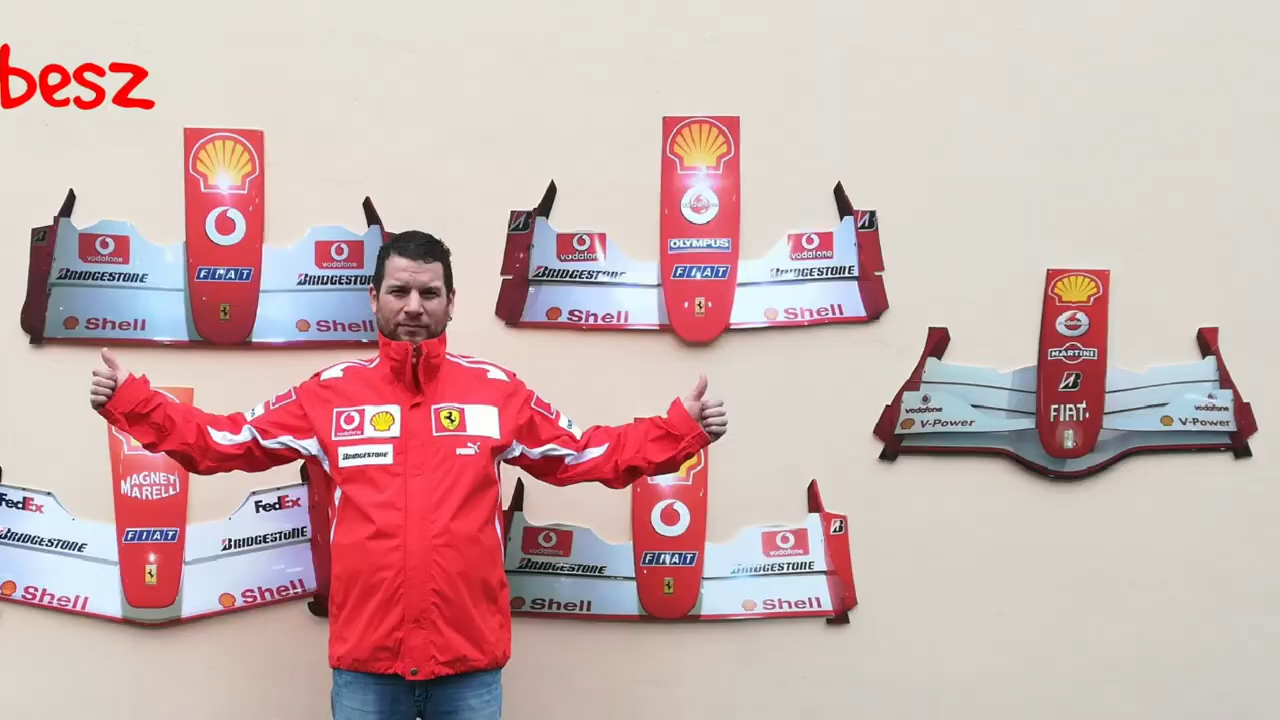 besz
vodafone
BRIDGESTONE
Shell
FIAT
vodafone
BRIDGESTONE
Shell
vodafone
BRIDGESTONE
Shell
vodafone
OLYMPUS
FIAT
vodafone
BRIDGESTONE
Shell
vodafone
V-Power
vodafone
MARTINI
FIAT
vodafone
V-Power
FedEx
BRIDGESTONE
Shell
MAGNETI
MARELLI
FIAT
FedEx
BRIDGESTONE
Shell
vodafone
BRIDGESTONE
PUMA
vodafone
BRIDGESTONE
Shell
FIAT
vodafone
BRIDGESTONE
Shell